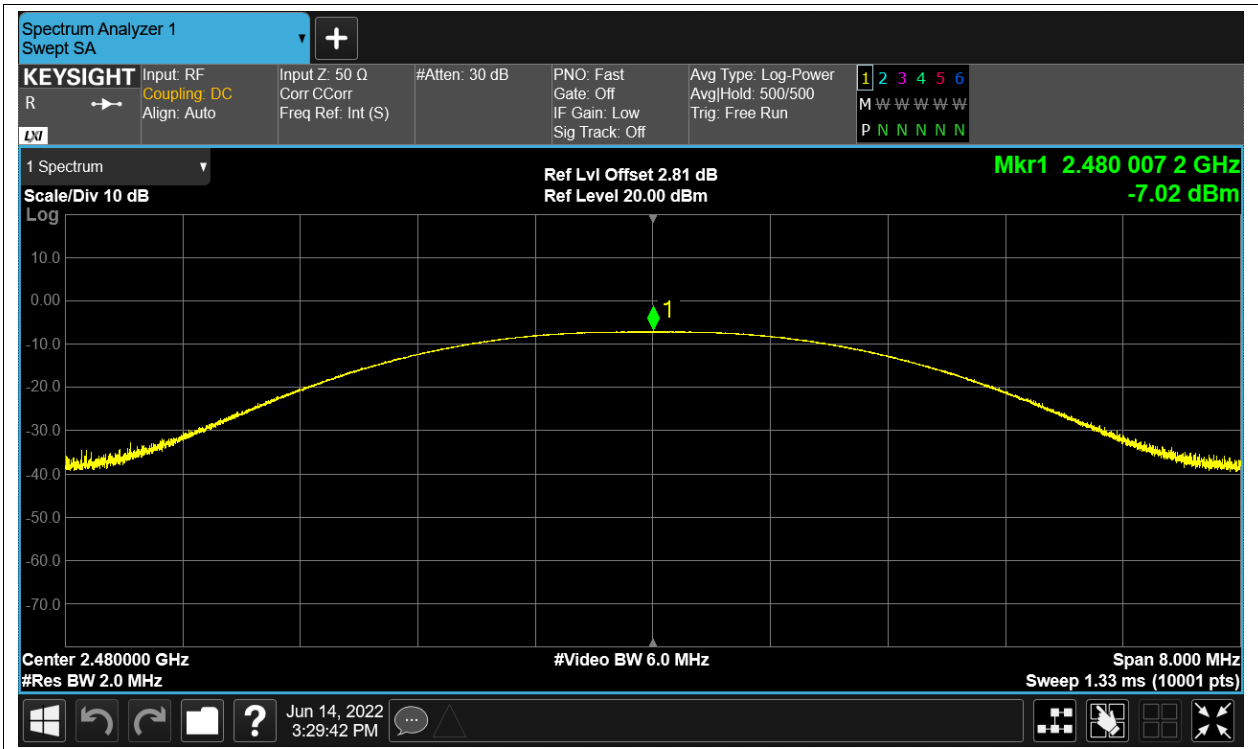 Spectrum Analyzer 1
Swept SA
KEYSIGHT
R
LXI
Input: RF
Coupling: DC
Align: Auto
Input Z: 50 Ω
Corr CCorr
Freq Ref: Int (S)
#Atten: 30 dB
PNO: Fast
Gate: Off
IF Gain: Low
Sig Track: Off
Avg Type: Log-Power
Avg|Hold: 500/500
Trig: Free Run
1 2 3 4 5 6
M W W W W W W
P N N N N N N
1 Spectrum
Scale/Div 10 dB
Log
Ref Lvl Offset 2.81 dB
Ref Level 20.00 dBm
Mkr1 2.480 007 2 GHz
-7.02 dBm
10.0
0.00
1
-10.0
-20.0
-30.0
-40.0
-50.0
-60.0
-70.0
Center 2.480000 GHz
#Video BW 6.0 MHz
Span 8.000 MHz
#Res BW 2.0 MHz
Sweep 1.33 ms (10001 pts)
?
Jun 14, 2022
3:29:42 PM